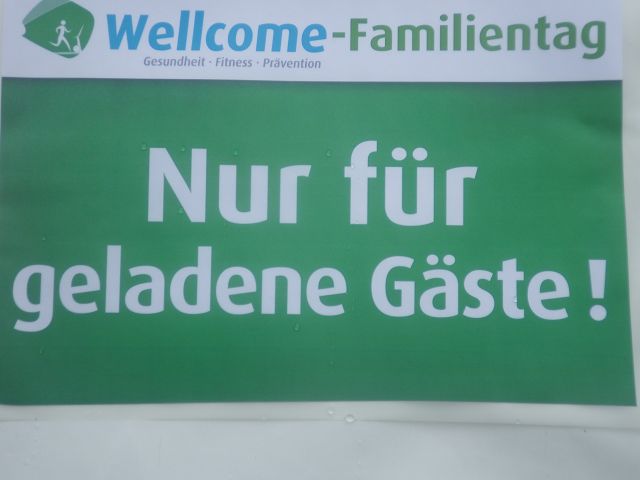 Wellcome-Familientag
Gesundheit · Fitness · Prävention
Nur für
geladene Gäste!